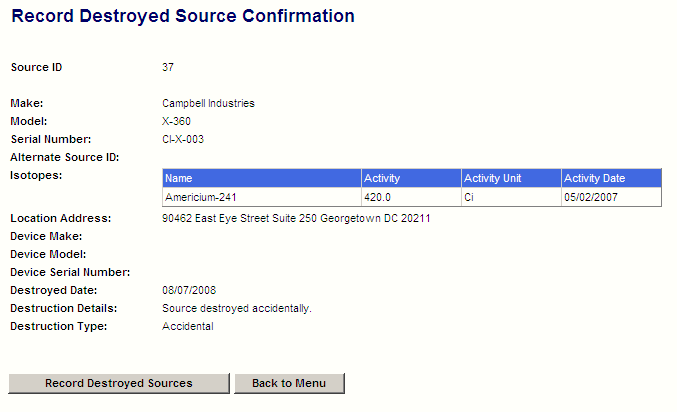 Record Destroyed Source Confirmation
Source ID 37
Make: Campbell Industries
Model: X-360
Serial Number: CI-X-003
Alternate Source ID:
Isotopes: Name Activity Activity Unit Activity Date
Americium-241 420.0 Ci 05/02/2007
Location Address: 90462 East Eye Street Suite 250 Georgetown DC 20211
Device Make:
Device Model:
Device Serial Number:
Destroyed Date: 08/07/2008
Destruction Details: Source destroyed accidentally.
Destruction Type: Accidental
Record Destroyed Sources Back to Menu